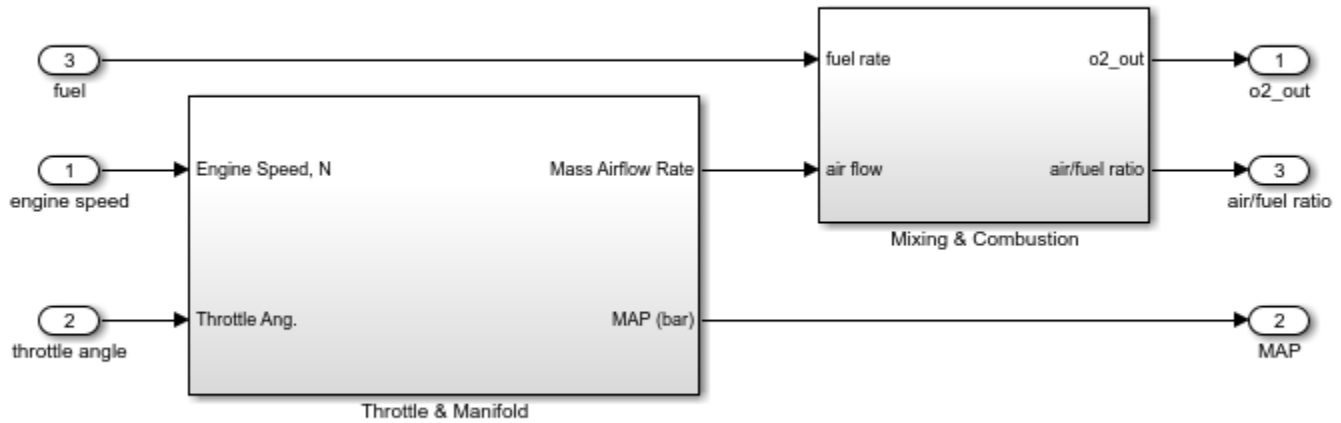 3
fuel
fuel rate
o2_out
1
o2_out
1
engine speed
Engine Speed, N
Mass Airflow Rate
air flow
air/fuel ratio
3
air/fuel ratio
Mixing & Combustion
2
throttle angle
Throttle Ang.
MAP (bar)
2
MAP
Throttle & Manifold